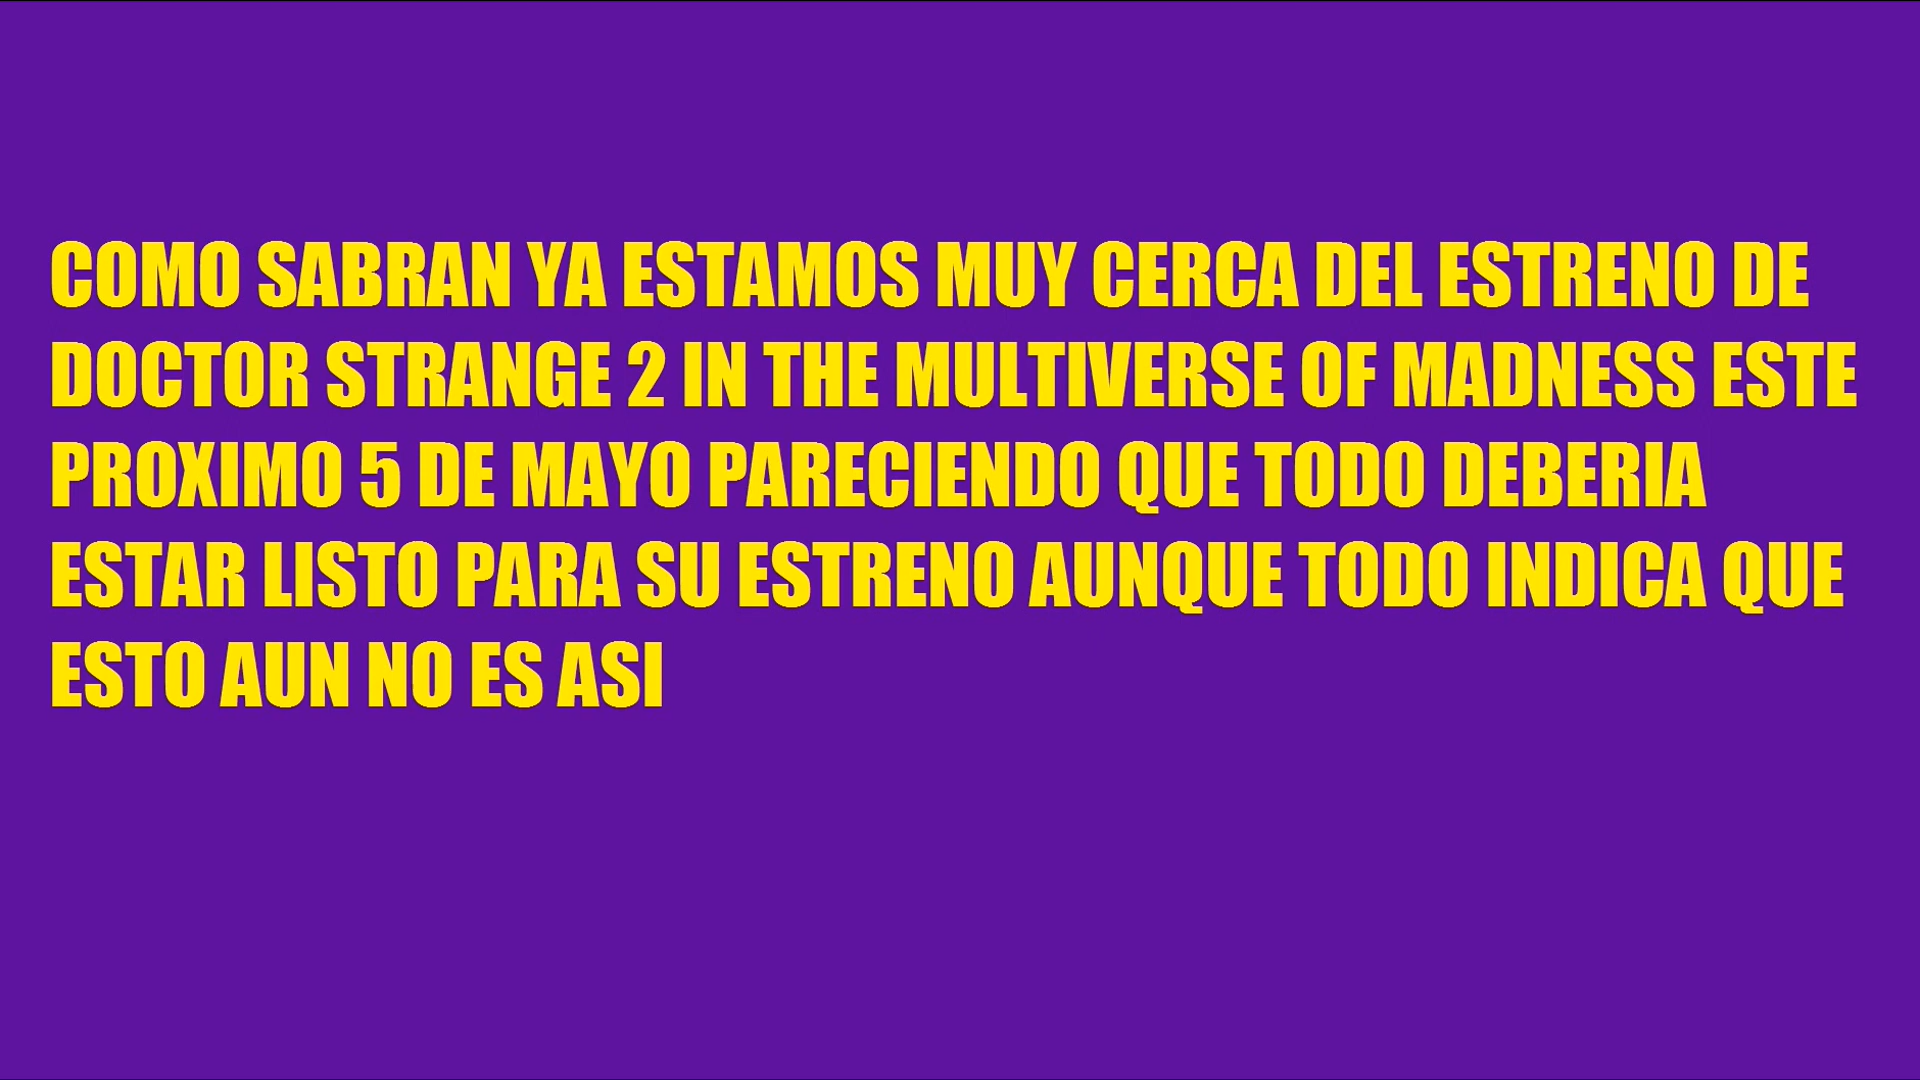 COMO SABRAN YA ESTAMOS MUY CERCA DEL ESTRENO DE
DOCTOR STRANGE 2 IN THE MULTIVERSE OF MADNESS ESTE
PROXIMO 5 DE MAYO PARECIENDO QUE TODO DEBERIA
ESTAR LISTO PARA SU ESTRENO AUNQUE TODO INDICA QUE
ESTO AUN NO ES ASI